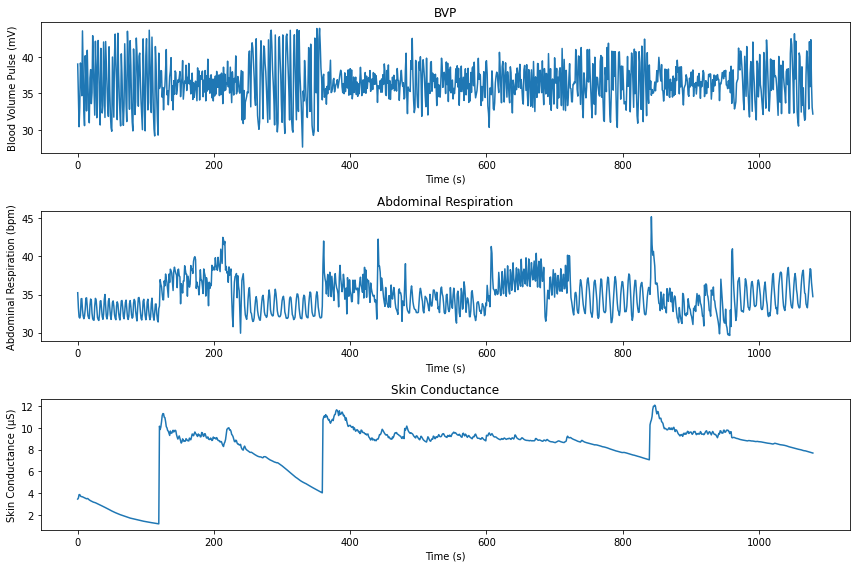 BVP
Blood Volume Pulse (mV)
40
35
30
0 200 400 600 800 1000
Time (s)
Abdominal Respiration
Abdominal Respiration (bpm)
45
40
35
30
0 200 400 600 800 1000
Time (s)
Skin Conductance
Skin Conductance (µS)
12
10
8
6
4
2
0 200 400 600 800 1000
Time (s)